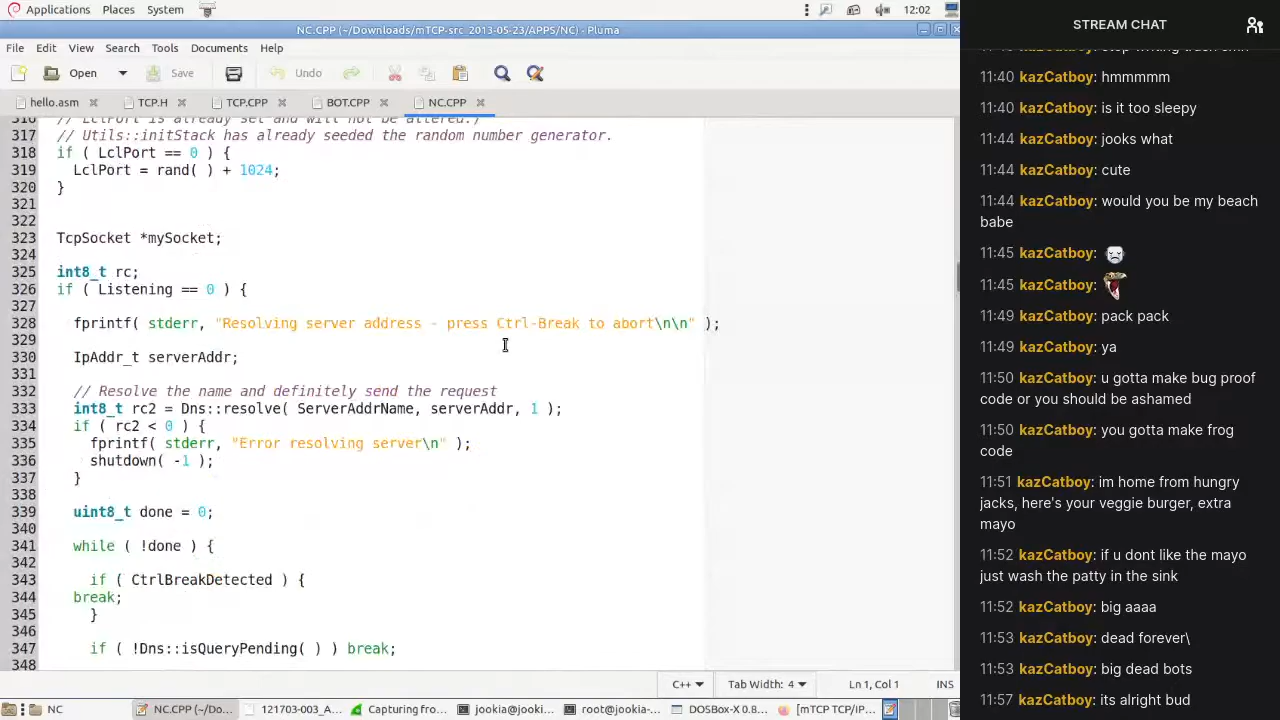 Applications Places System
12:02
NC.CPP (~/Downloads/mTCP-src_2013-05-23/APPS/NC) - Pluma
File Edit View Search Tools Documents Help
Open Save Undo
hello.asm TCP.H TCP.CPP BOT.CPP NC.CPP
316 // LclPort is already set and will not be altered.)
317 // Utils::initStack has already seeded the random number generator.
318 if ( LclPort == 0 ) {
319 LclPort = rand( ) + 1024;
320 }
321
322
323 TcpSocket *mySocket;
324
325 int8_t rc;
326 if ( Listening == 0 ) {
327
328 fprintf( stderr, "Resolving server address - press Ctrl-Break to abort\n\n" );
329
330 IpAddr_t serverAddr;
331
332 // Resolve the name and definitely send the request
333 int8_t rc2 = Dns::resolve( ServerAddrName, serverAddr, 1 );
334 if ( rc2 < 0 ) {
335 fprintf( stderr, "Error resolving server\n" );
336 shutdown( -1 );
337 }
338
339 uint8_t done = 0;
340
341 while ( !done ) {
342
343 if ( CtrlBreakDetected ) {
344 break;
345 }
346
347 if ( !Dns::isQueryPending( ) ) break;
348
C++ Tab Width: 4 Ln 1, Col 1 INS
NC NC.CPP (~/Do... 121703-003_A... Capturing fro... jookia@jooki... root@jookia-... DOSBox-X 0.8... [mTCP TCP/IP...
STREAM CHAT
11:40 kazCatboy: hmmmmm
11:40 kazCatboy: is it too sleepy
11:44 kazCatboy: jooks what
11:44 kazCatboy: cute
11:44 kazCatboy: would you be my beach
babe
11:45 kazCatboy:
11:45 kazCatboy:
11:49 kazCatboy: pack pack
11:49 kazCatboy: ya
11:50 kazCatboy: u gotta make bug proof
code or you should be ashamed
11:50 kazCatboy: you gotta make frog
code
11:51 kazCatboy: im home from hungry
jacks, here's your veggie burger, extra
mayo
11:52 kazCatboy: if u dont like the mayo
just wash the patty in the sink
11:52 kazCatboy: big aaaa
11:53 kazCatboy: dead forever\
11:53 kazCatboy: big dead bots
11:57 kazCatboy: its alright bud